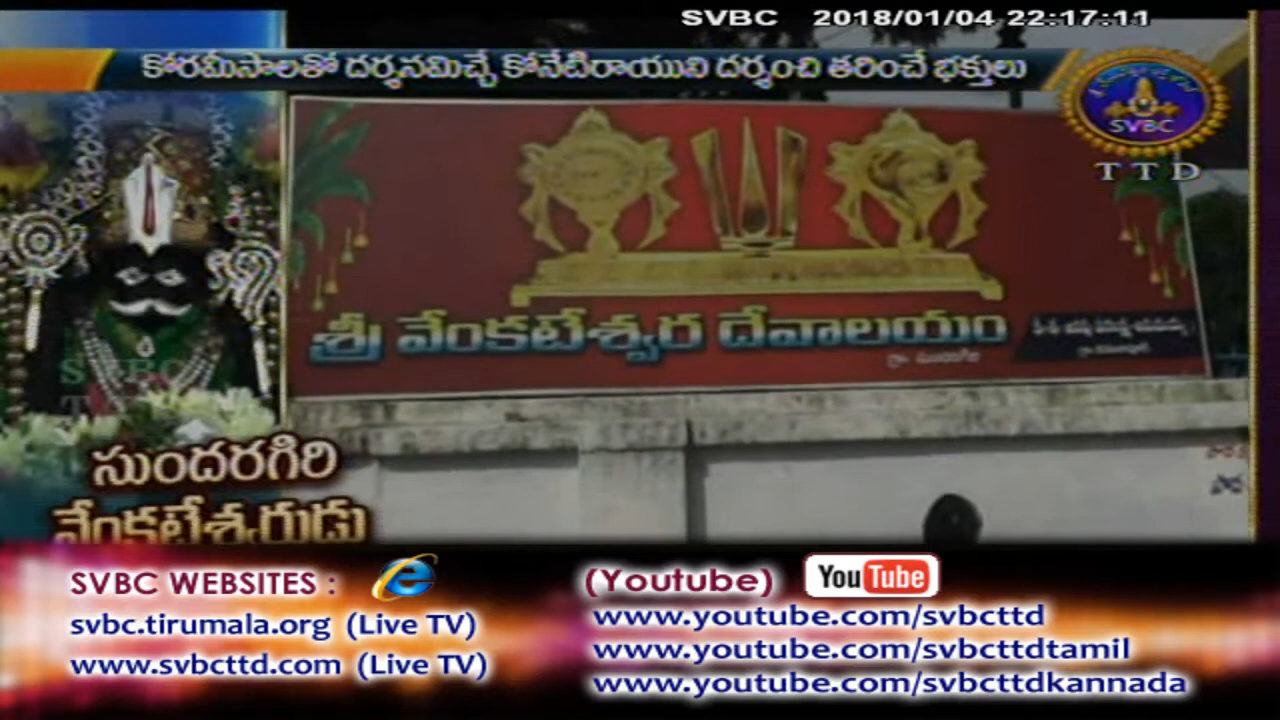 SVBC 2018/01/04 22:17:11
కోరమీసాలతో దర్శనమిచ్చే కోనేటిరాయుని దర్శించి తరించే భక్తులు
SVBC
T T D
శ్రీ వేంకటేశ్వర దేవాలయం
SVBC
సుందరగిరి
వేంకటేశ్వరుడు
SVBC WEBSITES :
svbc.tirumala.org (Live TV)
www.svbcttd.com (Live TV)
(Youtube) YouTube
www.youtube.com/svbcttd
www.youtube.com/svbcttdtamil
www.youtube.com/svbcttdkannada